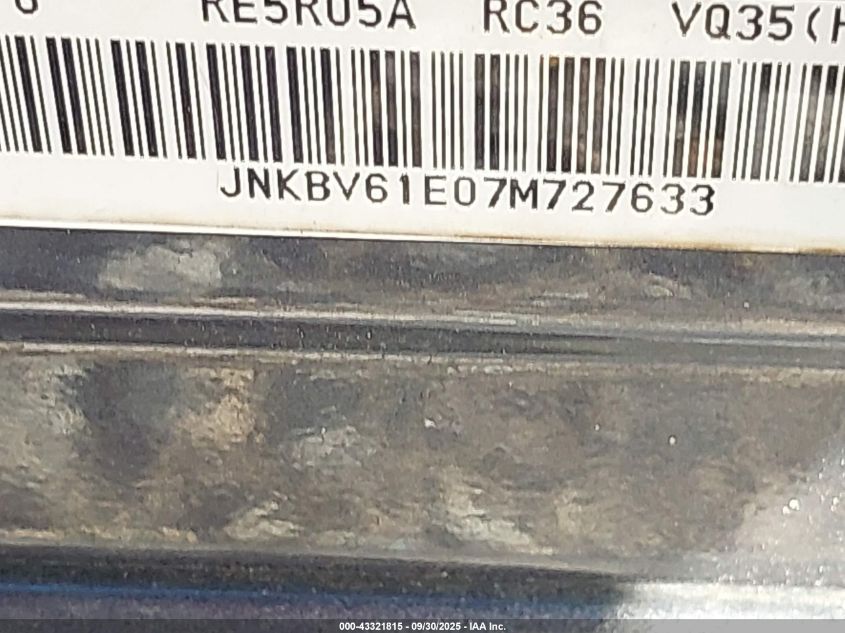 RE5R05A RC36 VQ35(H
JNKBV61E07M727633
000-43321815 - 09/30/2025 - IAA Inc.